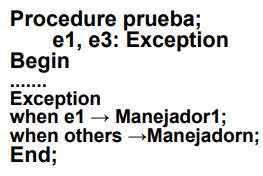 Procedure prueba;
e1, e3: Exception
Begin
.......
Exception
when e1 → Manejador1;
when others →Manejadorn;
End;